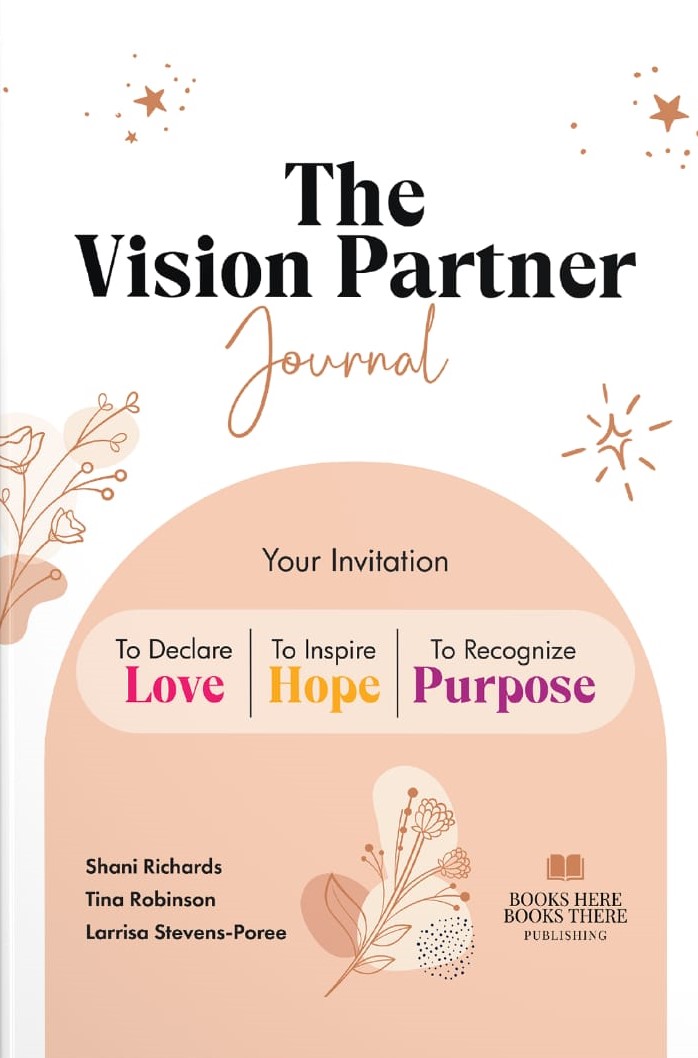 The
Vision Partner
Journal
Your Invitation
To Declare
Love
To Inspire
Hope
To Recognize
Purpose
Shani Richards
Tina Robinson
Larrisa Stevens-Poree
BOOKS HERE
BOOKS THERE
PUBLISHING